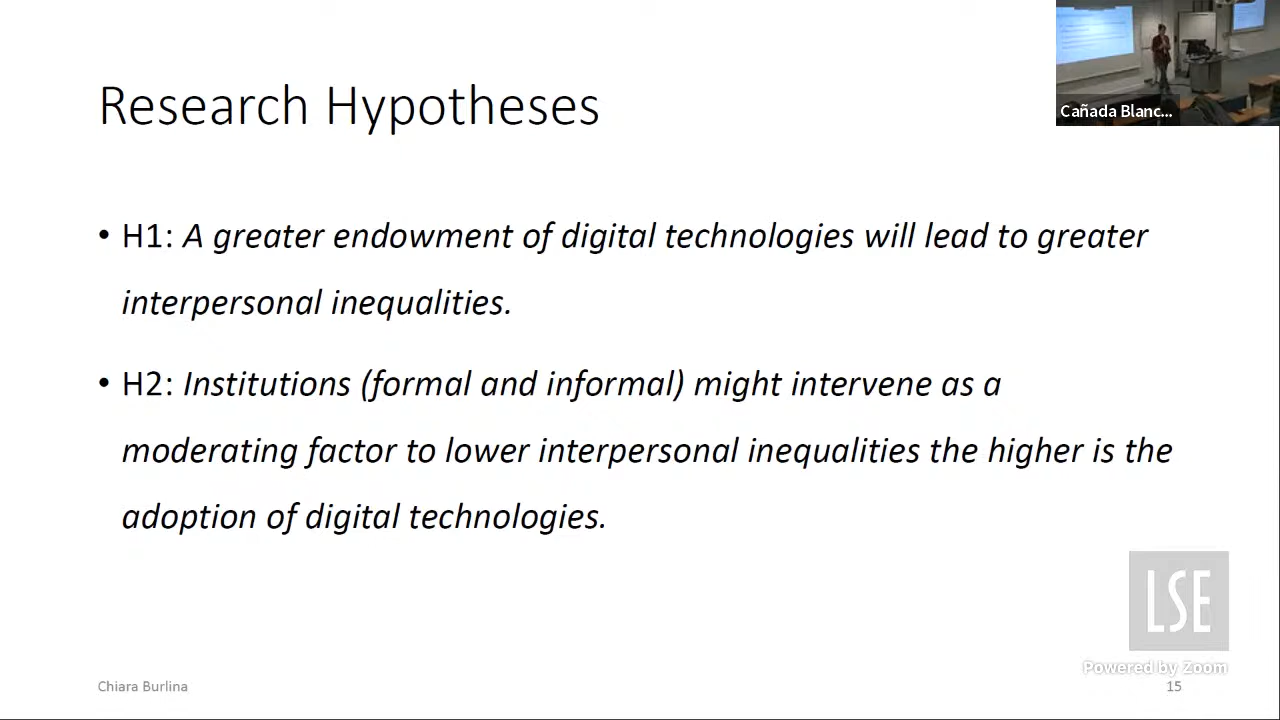 Cañada Blanc...
Research Hypotheses
• H1: A greater endowment of digital technologies will lead to greater
interpersonal inequalities.
• H2: Institutions (formal and informal) might intervene as a
moderating factor to lower interpersonal inequalities the higher is the
adoption of digital technologies.
LSE
Powered by Zoom
Chiara Burlina
15